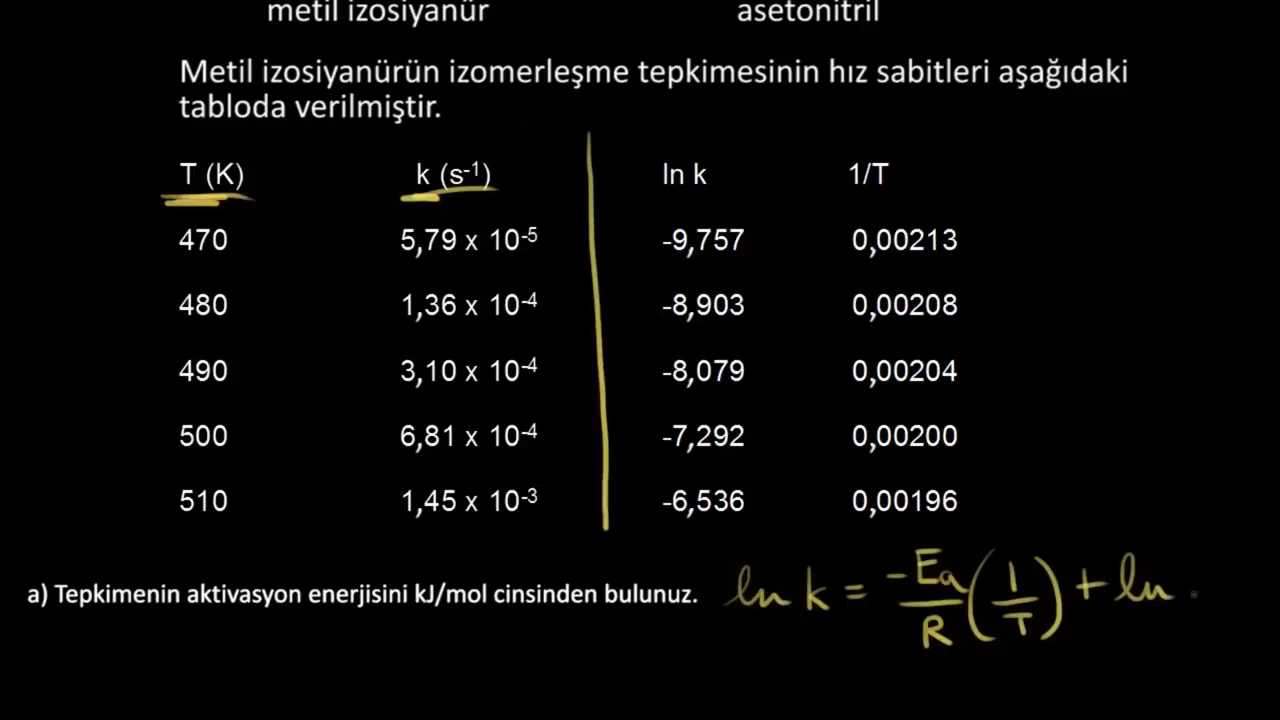 metil izosiyanür asetonitril
Metil izosiyanürün izomerleşme tepkimesinin hız sabitleri aşağıdaki
tabloda verilmiştir.
T (K) k (s⁻¹) ln k 1/T
470 5,79 x 10⁻⁵ -9,757 0,00213
480 1,36 x 10⁻⁴ -8,903 0,00208
490 3,10 x 10⁻⁴ -8,079 0,00204
500 6,81 x 10⁻⁴ -7,292 0,00200
510 1,45 x 10⁻³ -6,536 0,00196
a) Tepkimenin aktivasyon enerjisini kJ/mol cinsinden bulunuz. ln k = -Ea/R (1/T) + ln